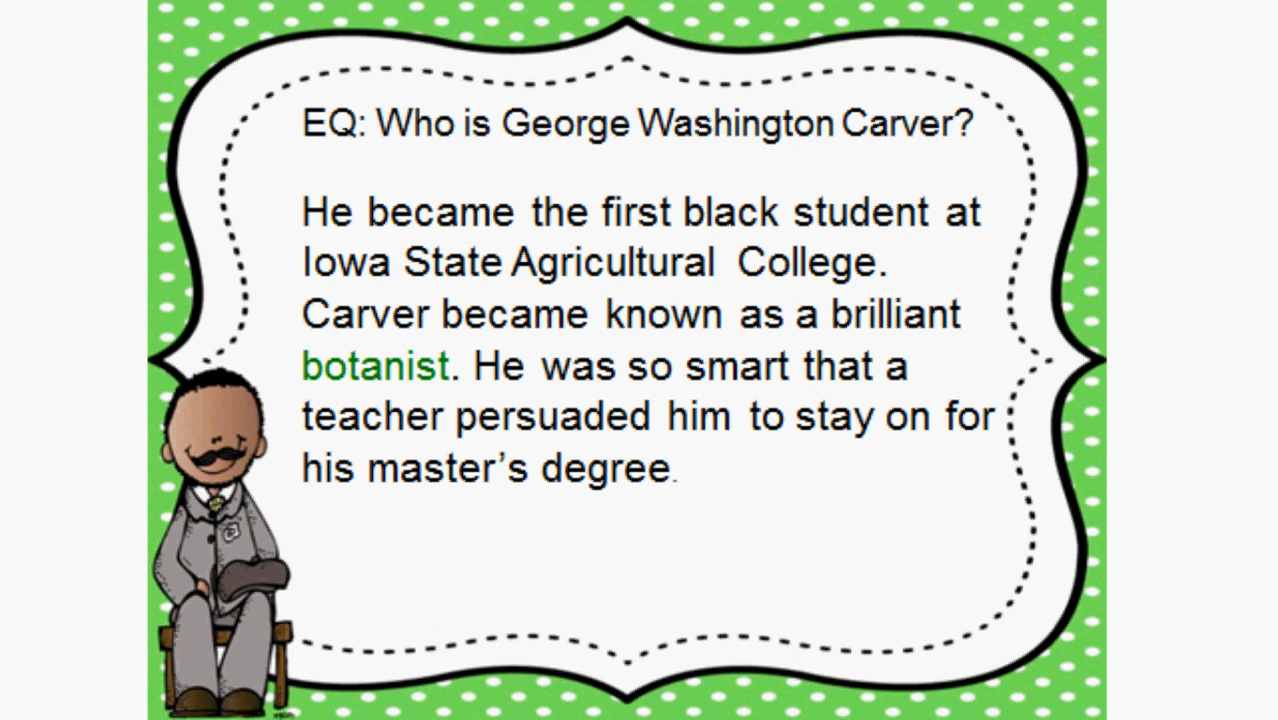 EQ: Who is George Washington Carver?
He became the first black student at
Iowa State Agricultural College.
Carver became known as a brilliant
botanist. He was so smart that a
teacher persuaded him to stay on for
his master’s degree.